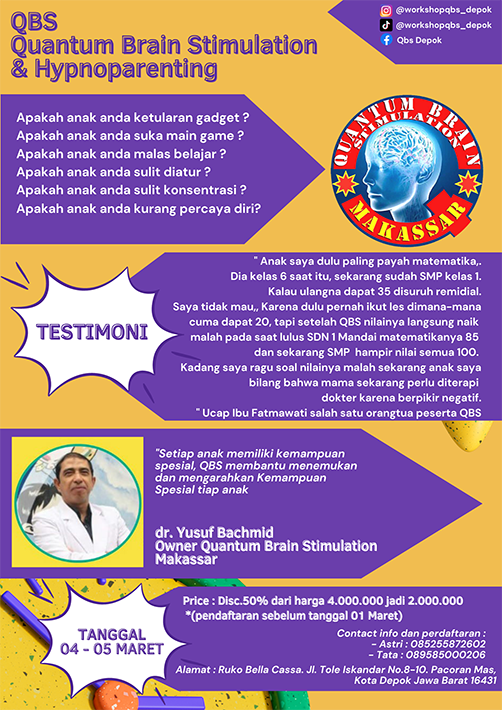 QBS
Quantum Brain Stimulation
& Hypnoparenting
@workshopqbs_depok
@workshopqbs_depok
Qbs Depok
Apakah anak anda ketularan gadget ?
Apakah anak anda suka main game ?
Apakah anak anda malas belajar ?
Apakah anak anda sulit diatur ?
Apakah anak anda sulit konsentrasi ?
Apakah anak anda kurang percaya diri?
QUANTUM BRAIN
STIMULATION
MAKASSAR
TESTIMONI
" Anak saya dulu paling payah matematika,.
Dia kelas 6 saat itu, sekarang sudah SMP kelas 1.
Kalau ulangna dapat 35 disuruh remidial.
Saya tidak mau,, Karena dulu pernah ikut les dimana-mana
cuma dapat 20, tapi setelah QBS nilainya langsung naik
malah pada saat lulus SDN 1 Mandai matematikanya 85
dan sekarang SMP hampir nilai semua 100.
Kadang saya ragu soal nilainya malah sekarang anak saya
bilang bahwa mama sekarang perlu diterapi
dokter karena berpikir negatif.
" Ucap Ibu Fatmawati salah satu orangtua peserta QBS
"Setiap anak memiliki kemampuan
spesial, QBS membantu menemukan
dan mengarahkan Kemampuan
Spesial tiap anak
dr. Yusuf Bachmid
Owner Quantum Brain Stimulation
Makassar
TANGGAL
04 - 05 MARET
Price : Disc.50% dari harga 4.000.000 jadi 2.000.000
*(pendaftaran sebelum tanggal 01 Maret)
Contact info dan perdaftaran :
- Astri : 085255872602
- Tata : 089585000206
Alamat : Ruko Bella Cassa. Jl. Tole Iskandar No.8-10. Pacoran Mas,
Kota Depok Jawa Barat 16431